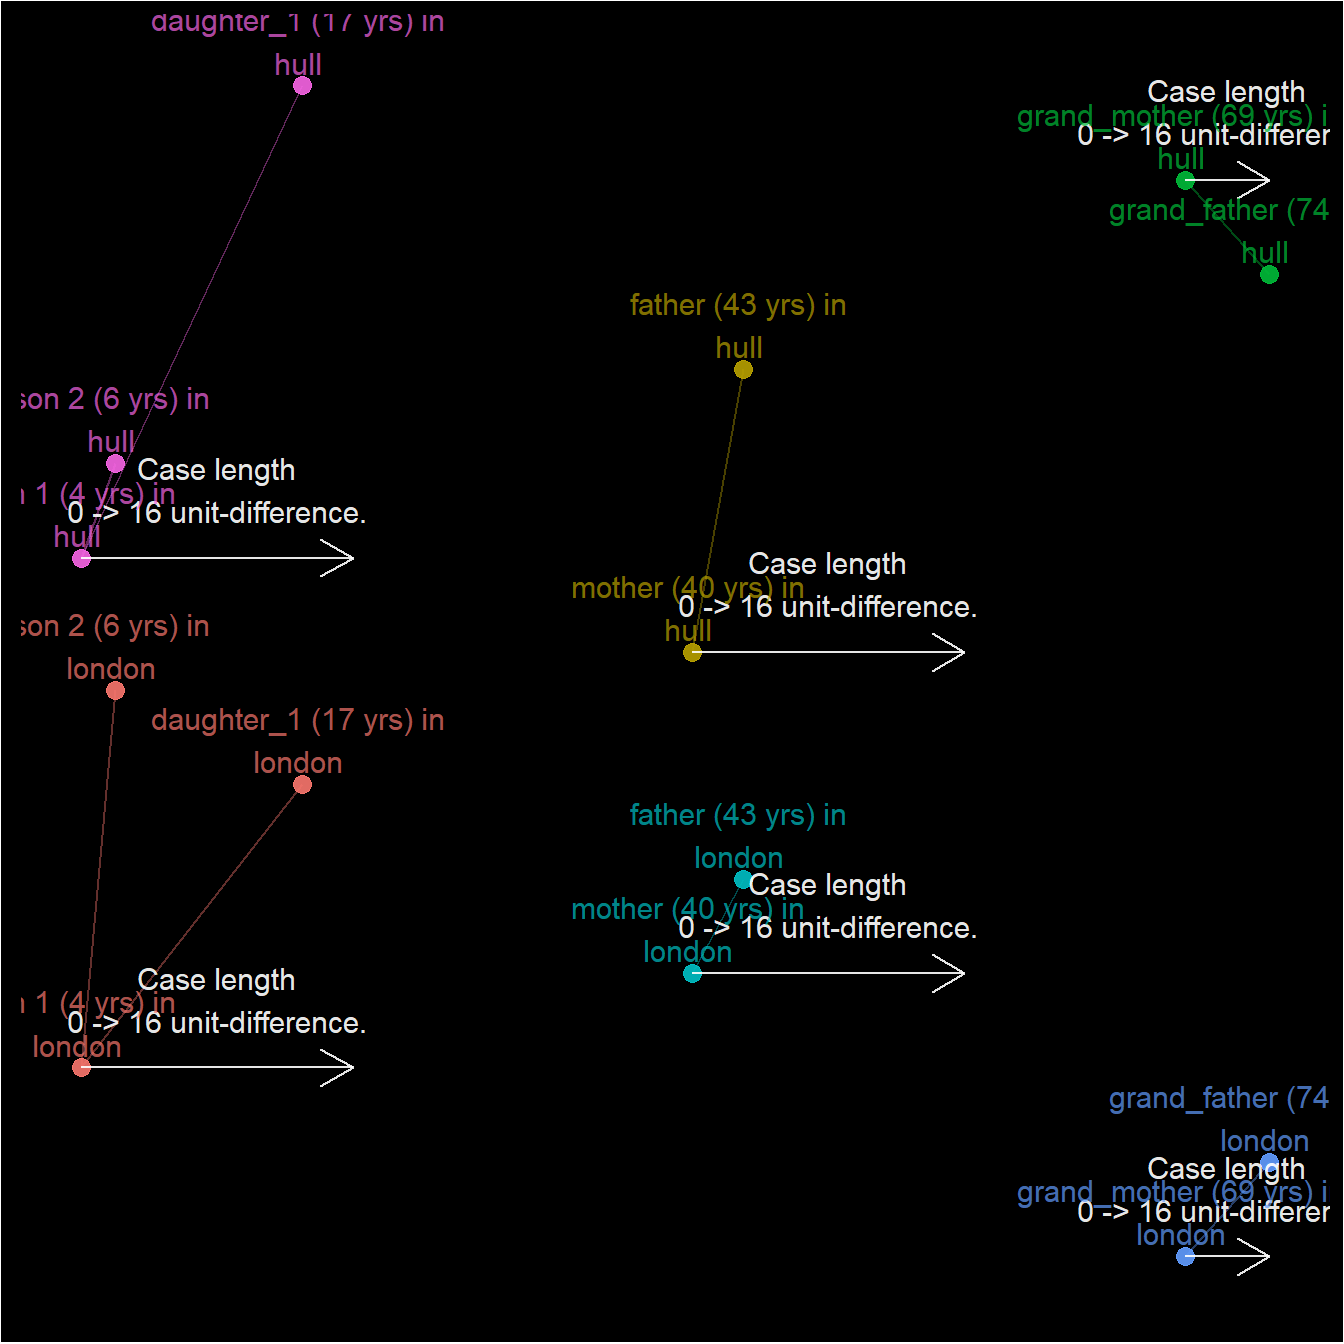 daughter_1 (17 yrs) in
hull
Case length
grand_mother (69 yrs) i
0 -> 16 unit-differer
hull
grand_father (74
hull
father (43 yrs) in
hull
son 2 (6 yrs) in
hull
Case length
1 (4 yrs) in
0 -> 16 unit-difference.
hull
Case length
mother (40 yrs) in
0 -> 16 unit-difference.
hull
son 2 (6 yrs) in
london
daughter_1 (17 yrs) in
london
father (43 yrs) in
london
Case length
mother (40 yrs) in
0 -> 16 unit-difference.
london
Case length
1 (4 yrs) in
0 -> 16 unit-difference.
london
grand_father (74
london
Case length
grand_mother (69 yrs) i
0 -> 16 unit-differer
london